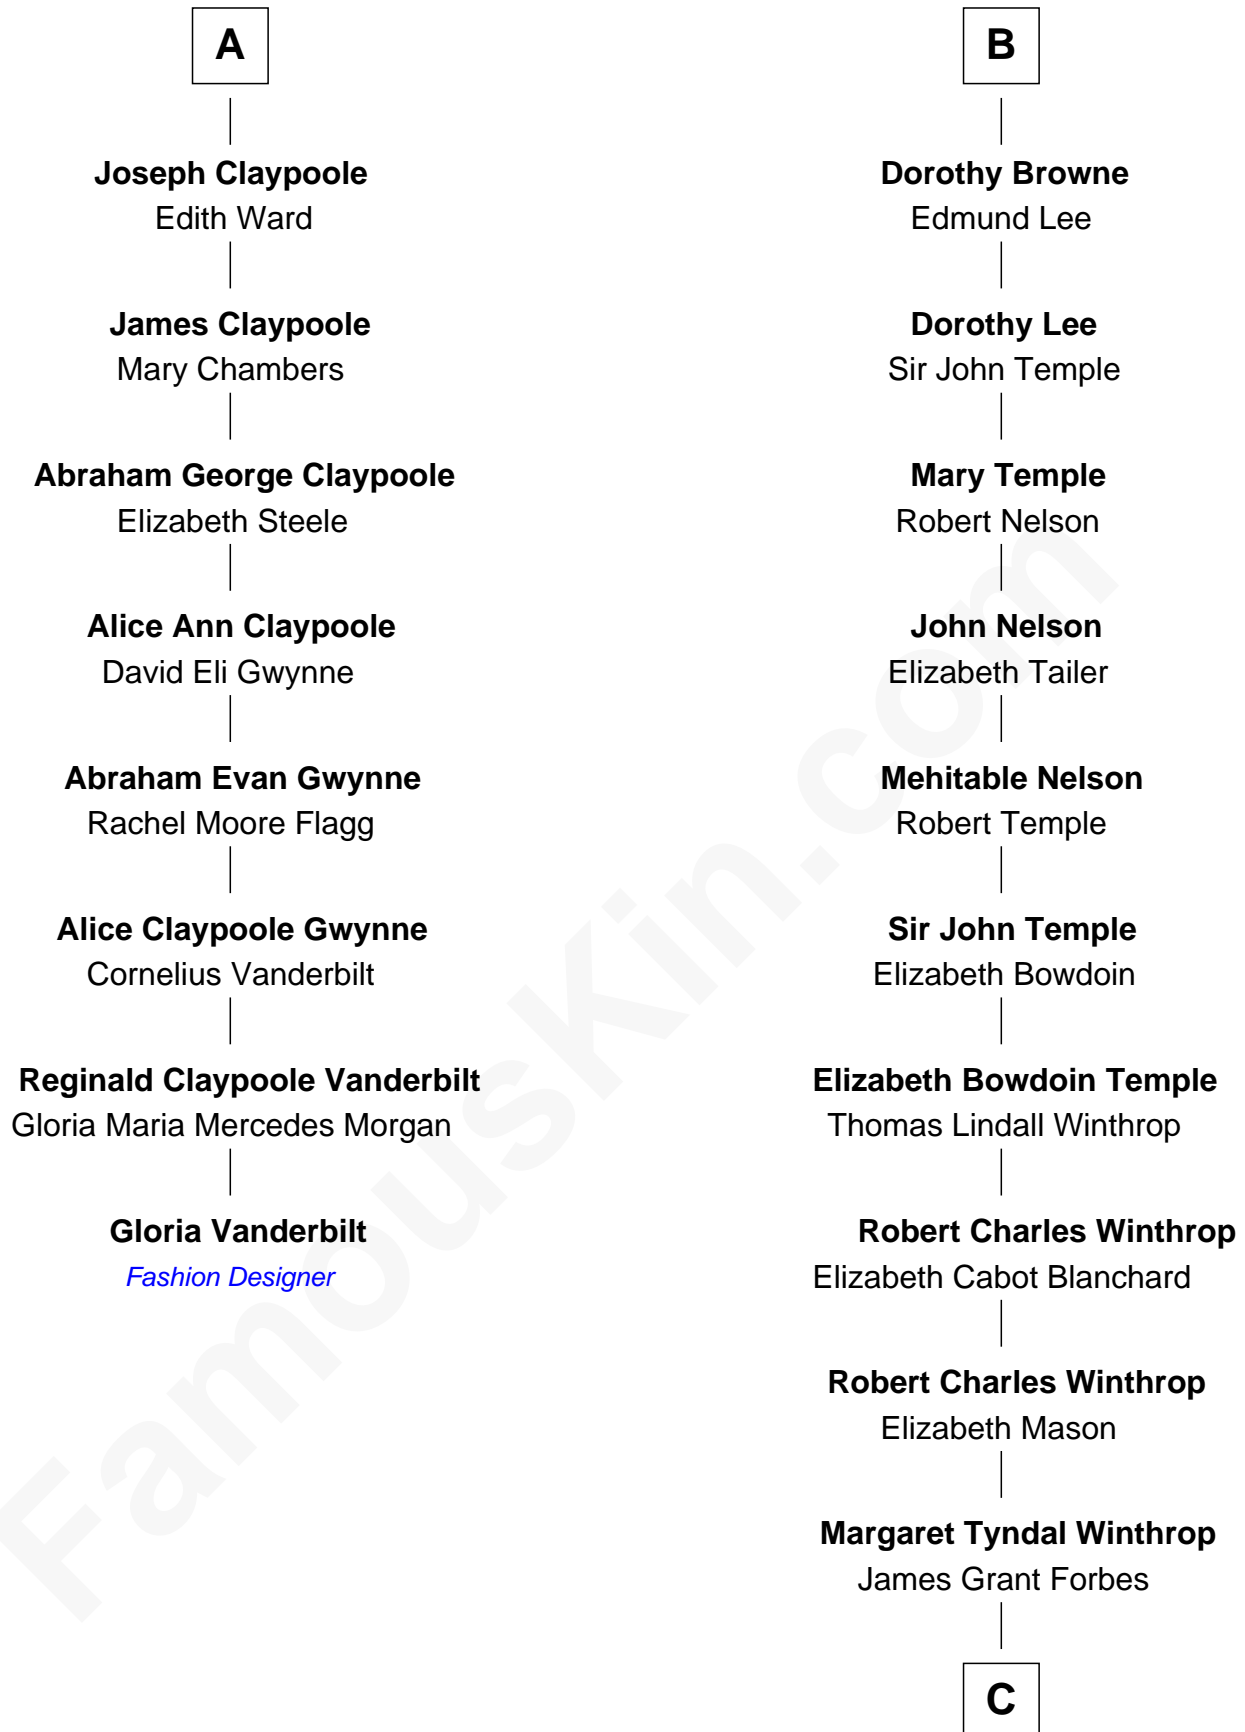 A
Joseph Claypoole
Edith Ward
James Claypoole
Mary Chambers
Abraham George Claypoole
Elizabeth Steele
Alice Ann Claypoole
David Eli Gwynne
Abraham Evan Gwynne
Rachel Moore Flagg
Alice Claypoole Gwynne
Cornelius Vanderbilt
Reginald Claypoole Vanderbilt
Gloria Maria Mercedes Morgan
Gloria Vanderbilt
Fashion Designer
B
Dorothy Browne
Edmund Lee
Dorothy Lee
Sir John Temple
Mary Temple
Robert Nelson
John Nelson
Elizabeth Tailer
Mehitable Nelson
Robert Temple
Sir John Temple
Elizabeth Bowdoin
Elizabeth Bowdoin Temple
Thomas Lindall Winthrop
Robert Charles Winthrop
Elizabeth Cabot Blanchard
Robert Charles Winthrop
Elizabeth Mason
Margaret Tyndal Winthrop
James Grant Forbes
C
FamousKin.com